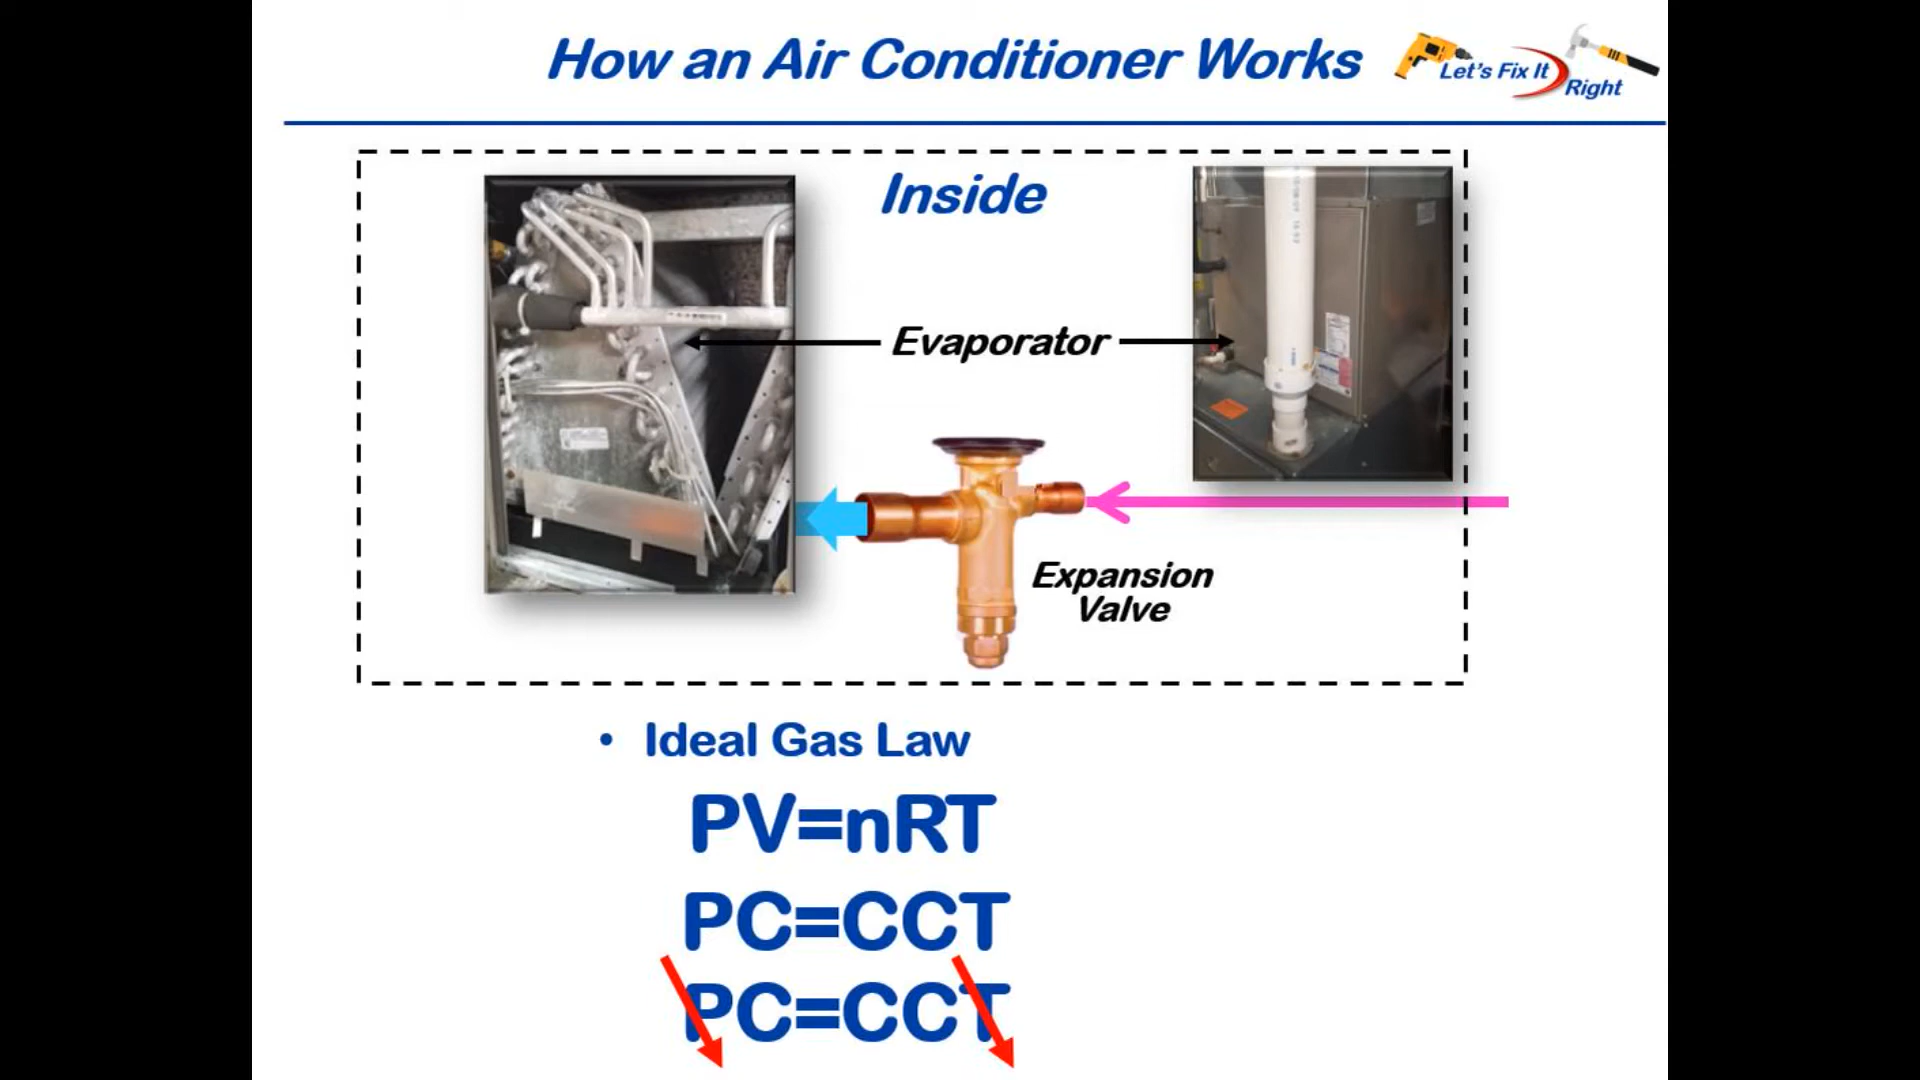 How an Air Conditioner Works
Let's Fix It
Right
Inside
Evaporator
Expansion
Valve
• Ideal Gas Law
PV=nRT
PC=CCT
PC=CCT